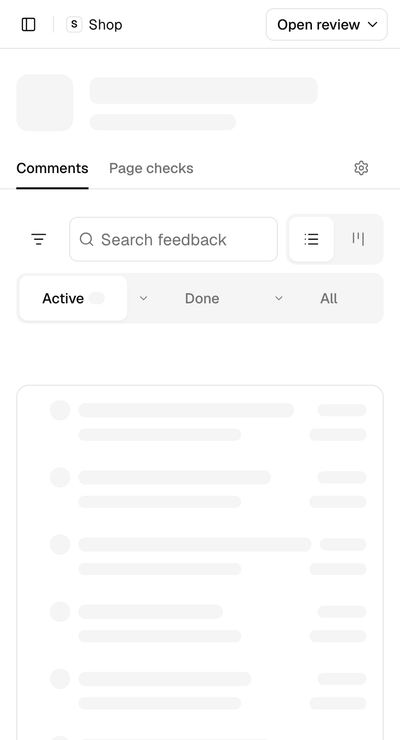 S Shop Open review
Comments Page checks
Search feedback
Active Done All